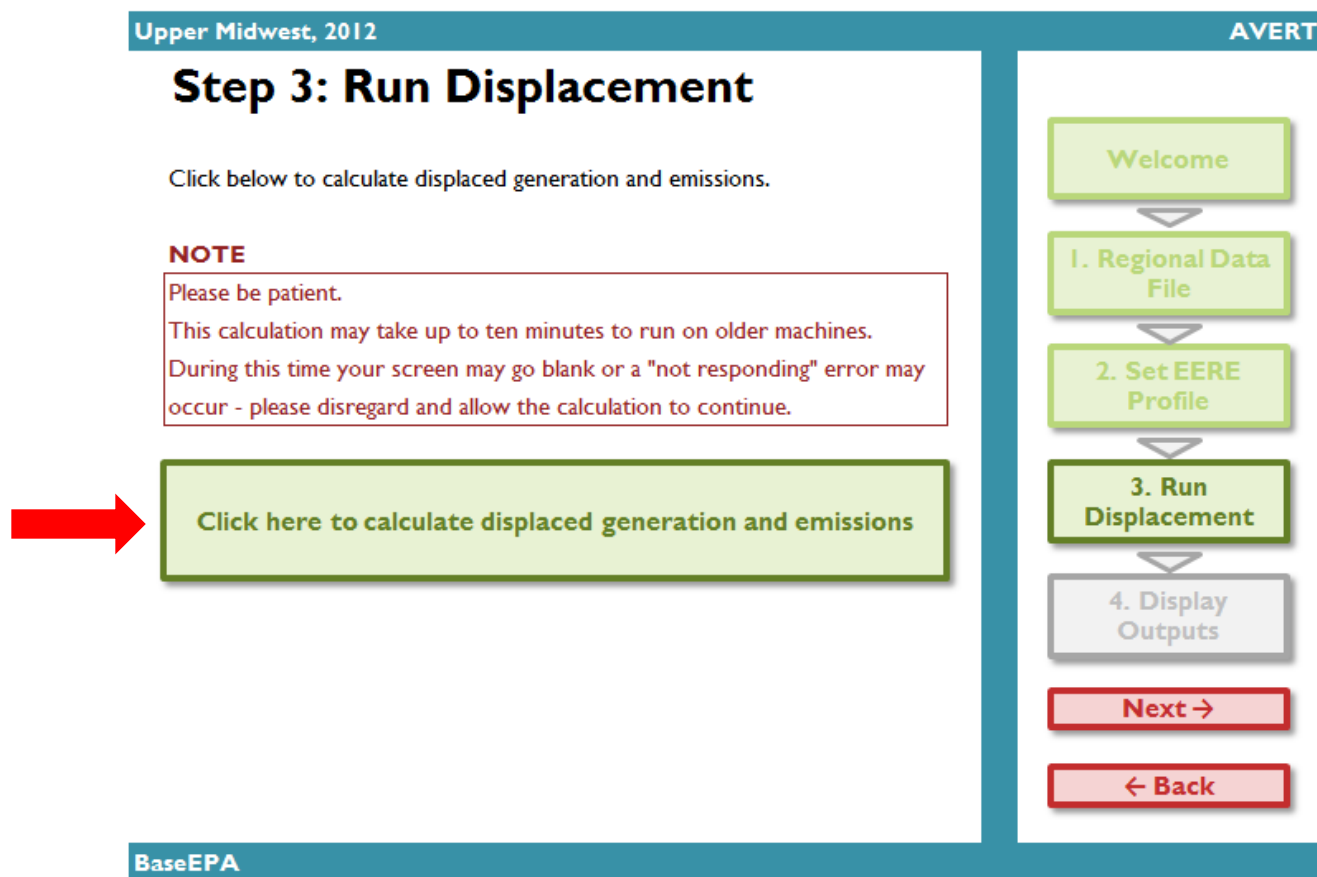 Upper Midwest, 2012
AVERT
Step 3: Run Displacement
Click below to calculate displaced generation and emissions.
NOTE
Please be patient.
This calculation may take up to ten minutes to run on older machines.
During this time your screen may go blank or a "not responding" error may
occur - please disregard and allow the calculation to continue.
Click here to calculate displaced generation and emissions
Welcome
1. Regional Data
File
2. Set EERE
Profile
3. Run
Displacement
4. Display
Outputs
Next →
← Back
BaseEPA